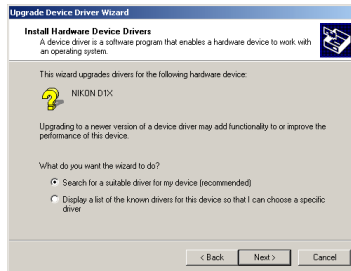 Upgrade Device Driver Wizard
Install Hardware Device Drivers
A device driver is a software program that enables a hardware device to work with
an operating system.
This wizard upgrades drivers for the following hardware device:
NIKON D1X
Upgrading to a newer version of a device driver may add functionality to or improve the
performance of this device.
What do you want the wizard to do?
Search for a suitable driver for my device (recommended)
Display a list of the known drivers for this device so that I can choose a specific
driver
< Back
Next >
Cancel